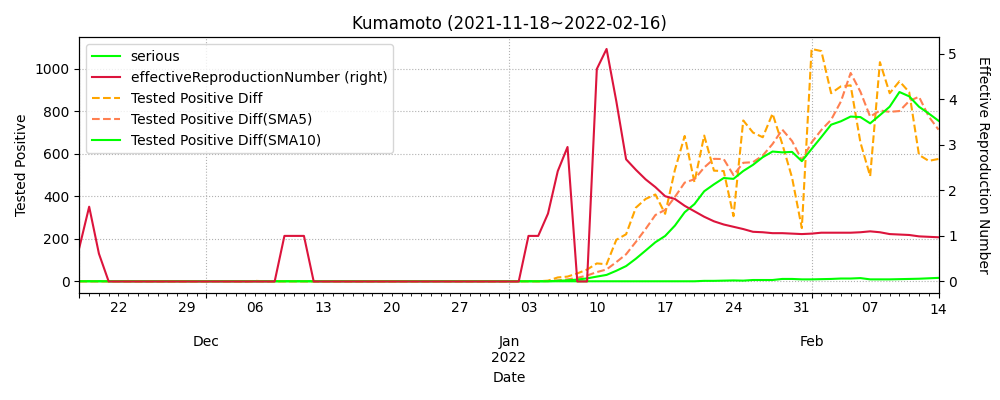 Kumamoto (2021-11-18~2022-02-16)
serious
effectiveReproductionNumber (right)
Tested Positive Diff
Tested Positive Diff(SMA5)
Tested Positive Diff(SMA10)
Tested Positive
1000
800
600
400
200
0
5
4
3
2
1
0
Effective Reproduction Number
22 29 06 13 20 27 03 10 17 24 31 07 14
Dec Jan Feb
2022
Date